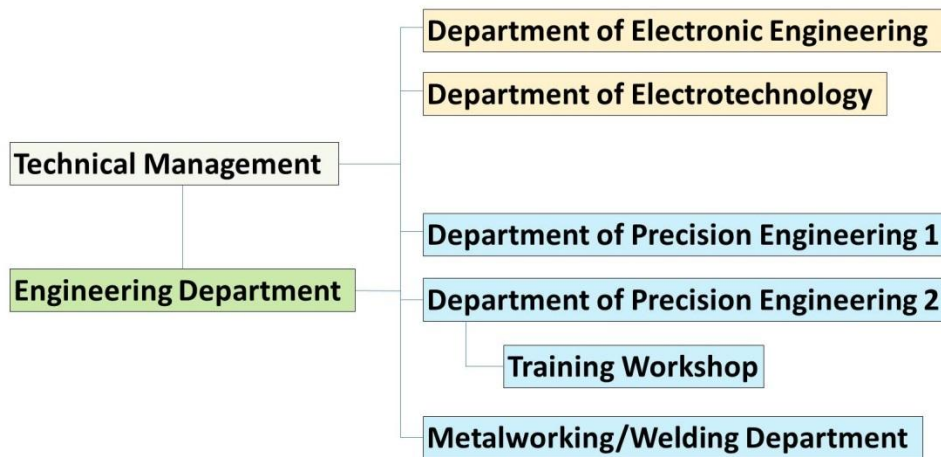 Department of Electronic Engineering
Department of Electrotechnology
Technical Management
Department of Precision Engineering 1
Engineering Department
Department of Precision Engineering 2
Training Workshop
Metalworking/Welding Department